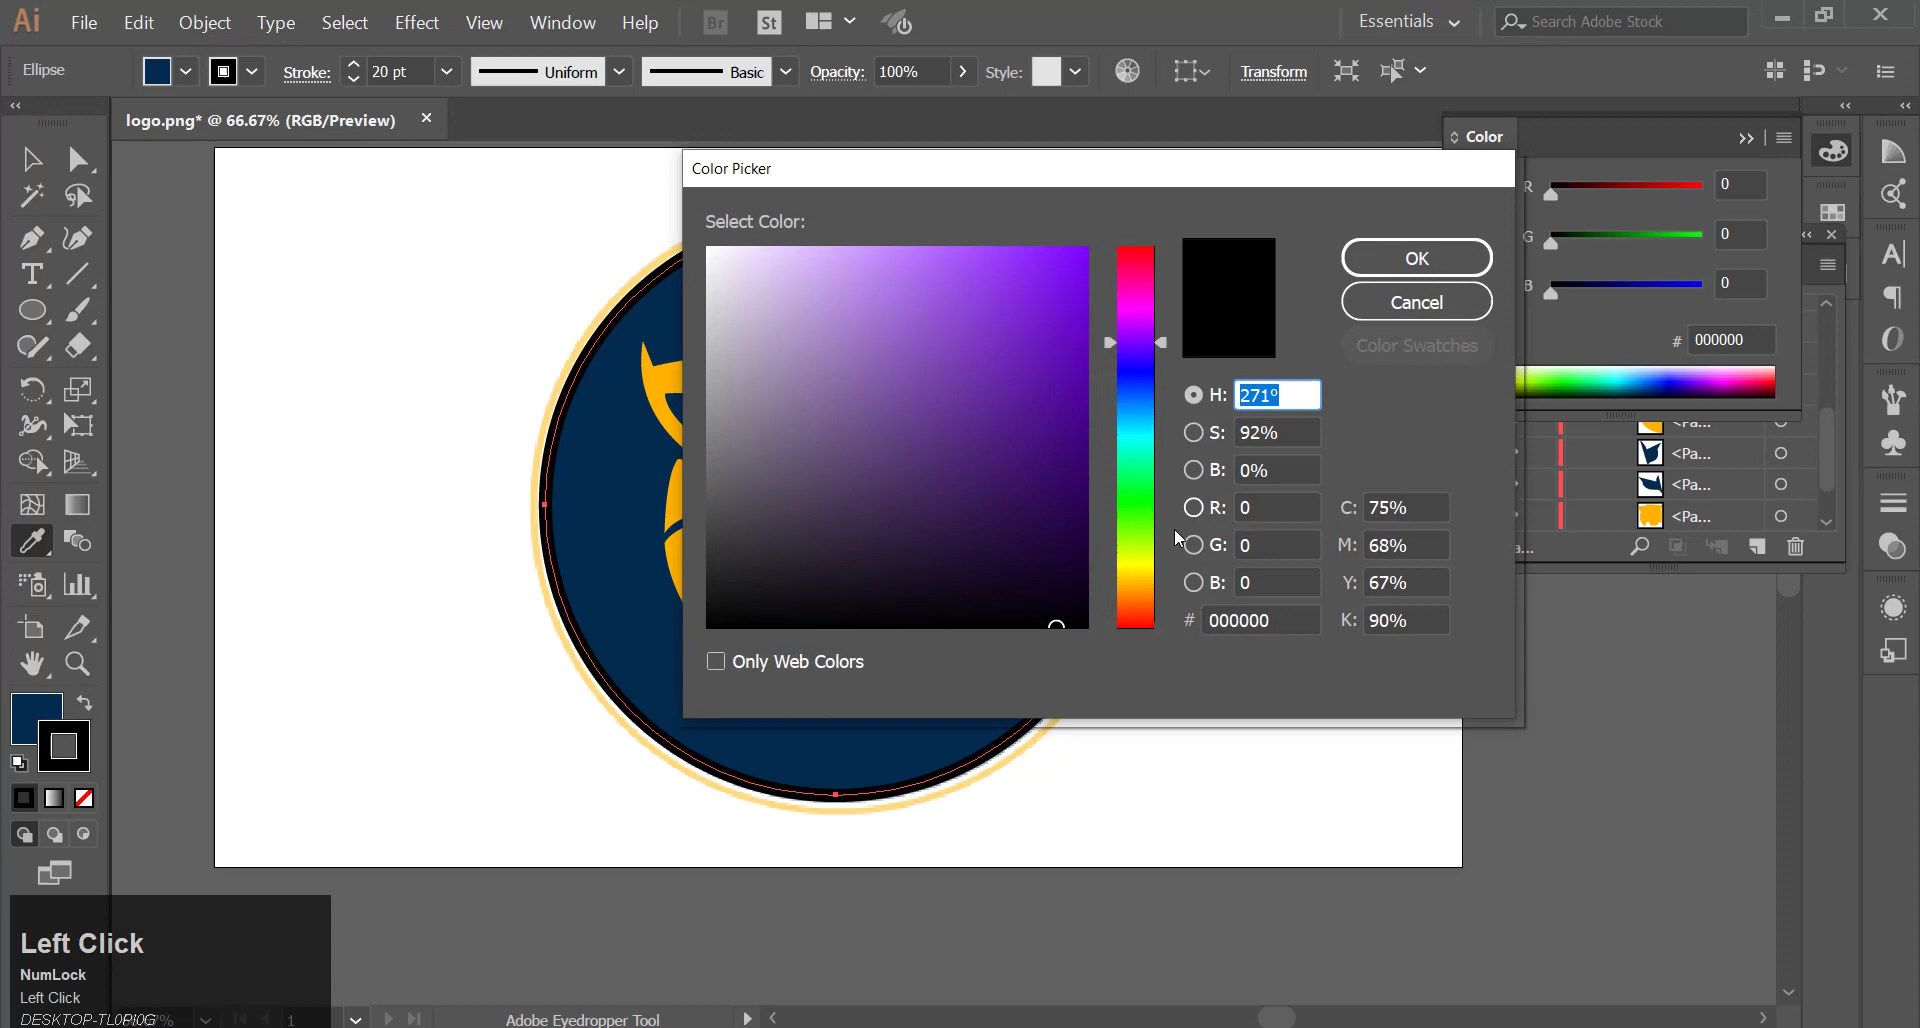 Ai File Edit Object Type Select Effect View Window Help Br St Essentials Search Adobe Stock
Ellipse Stroke: 20 pt Uniform Basic Opacity: 100% Style: Transform
logo.png* @ 66.67% (RGB/Preview)
Color
Color Picker
R 0
Select Color:
G 0
OK
B 0
Cancel
# 000000
Color Swatches
H: 271°
S: 92%
<Pa...
B: 0%
<Pa...
R: 0 C: 75%
<Pa...
G: 0 M: 68%
B: 0 Y: 67%
# 000000 K: 90%
Only Web Colors
Left Click
NumLock
Left Click
DESKTOP-TL0PI0G
1
Adobe Eyedropper Tool